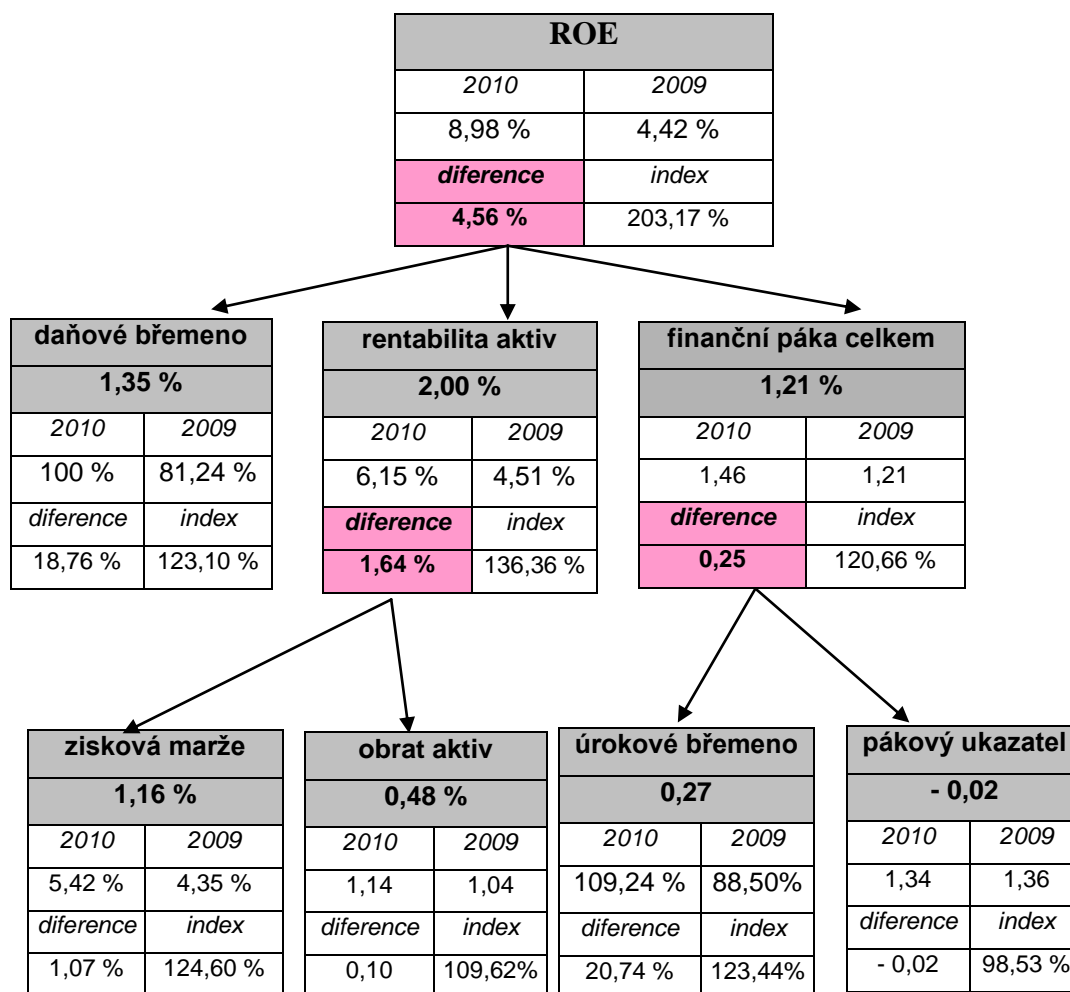 ROE
2010 2009
8,98 % 4,42 %
diference index
4,56 % 203,17 %
daňové břemeno
1,35 %
2010 2009
100 % 81,24 %
diference index
18,76 % 123,10 %
rentabilita aktiv
2,00 %
2010 2009
6,15 % 4,51 %
diference index
1,64 % 136,36 %
finanční páka celkem
1,21 %
2010 2009
1,46 1,21
diference index
0,25 120,66 %
zisková marže
1,16 %
2010 2009
5,42 % 4,35 %
diference index
1,07 % 124,60 %
obrat aktiv
0,48 %
2010 2009
1,14 1,04
diference index
0,10 109,62%
úrokové břemeno
0,27
2010 2009
109,24 % 88,50%
diference index
20,74 % 123,44%
pákový ukazatel
- 0,02
2010 2009
1,34 1,36
diference index
- 0,02 98,53 %